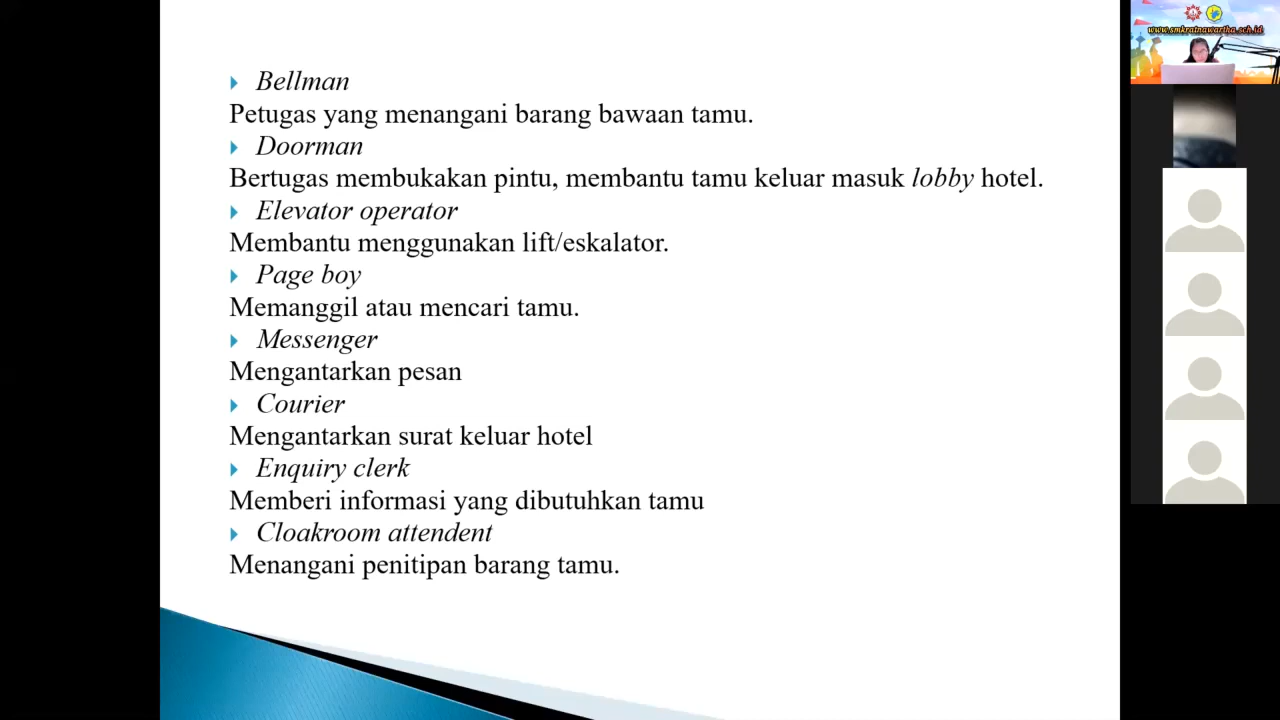 Bellman
Petugas yang menangani barang bawaan tamu.
Doorman
Bertugas membukakan pintu, membantu tamu keluar masuk lobby hotel.
Elevator operator
Membantu menggunakan lift/eskalator.
Page boy
Memanggil atau mencari tamu.
Messenger
Mengantarkan pesan
Courier
Mengantarkan surat keluar hotel
Enquiry clerk
Memberi informasi yang dibutuhkan tamu
Cloakroom attendent
Menangani penitipan barang tamu.
www.smkratnawartha.sch.id